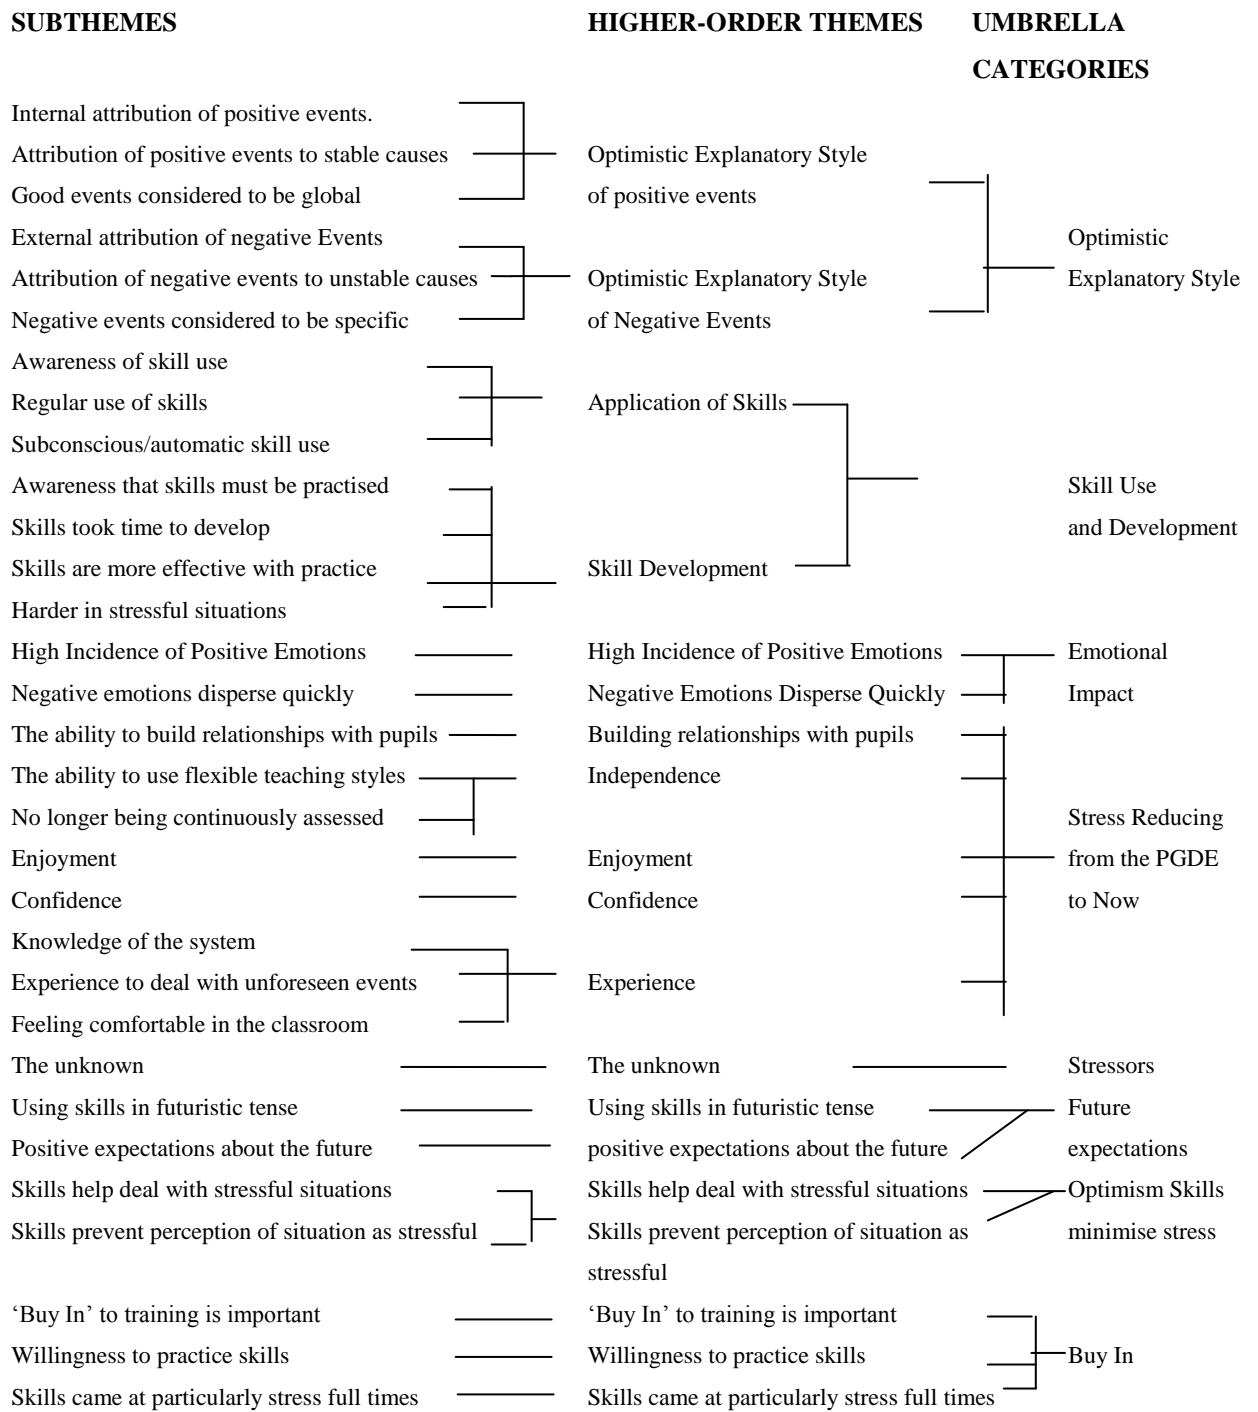 SUBTHEMES HIGHER-ORDER THEMES UMBRELLA
CATEGORIES
Internal attribution of positive events.
Attribution of positive events to stable causes Optimistic Explanatory Style
Good events considered to be global of positive events
External attribution of negative Events Optimistic
Attribution of negative events to unstable causes Optimistic Explanatory Style Explanatory Style
Negative events considered to be specific of Negative Events
Awareness of skill use
Regular use of skills Application of Skills
Subconscious/automatic skill use
Awareness that skills must be practised Skill Use
Skills took time to develop and Development
Skills are more effective with practice Skill Development
Harder in stressful situations
High Incidence of Positive Emotions High Incidence of Positive Emotions Emotional
Negative emotions disperse quickly Negative Emotions Disperse Quickly Impact
The ability to build relationships with pupils Building relationships with pupils
The ability to use flexible teaching styles Independence
No longer being continuously assessed Stress Reducing
Enjoyment Enjoyment from the PGDE
Confidence Confidence to Now
Knowledge of the system
Experience to deal with unforeseen events Experience
Feeling comfortable in the classroom
The unknown The unknown Stressors
Using skills in futuristic tense Using skills in futuristic tense Future
Positive expectations about the future positive expectations about the future expectations
Skills help deal with stressful situations Skills help deal with stressful situations Optimism Skills
Skills prevent perception of situation as stressful Skills prevent perception of situation as minimise stress
stressful
‘Buy In’ to training is important ‘Buy In’ to training is important
Willingness to practice skills Willingness to practice skills Buy In
Skills came at particularly stress full times Skills came at particularly stress full times